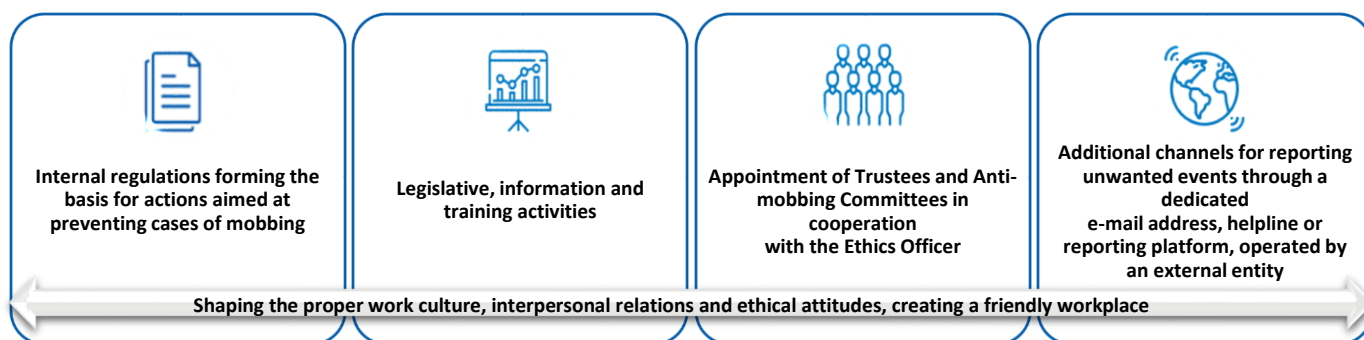 Internal regulations forming the
basis for actions aimed at
preventing cases of mobbing
Legislative, information and
training activities
Appointment of Trustees and Anti-
mobbing Committees in
cooperation
with the Ethics Officer
Additional channels for reporting
unwanted events through a
dedicated
e-mail address, helpline or
reporting platform, operated by
an external entity
Shaping the proper work culture, interpersonal relations and ethical attitudes, creating a friendly workplace